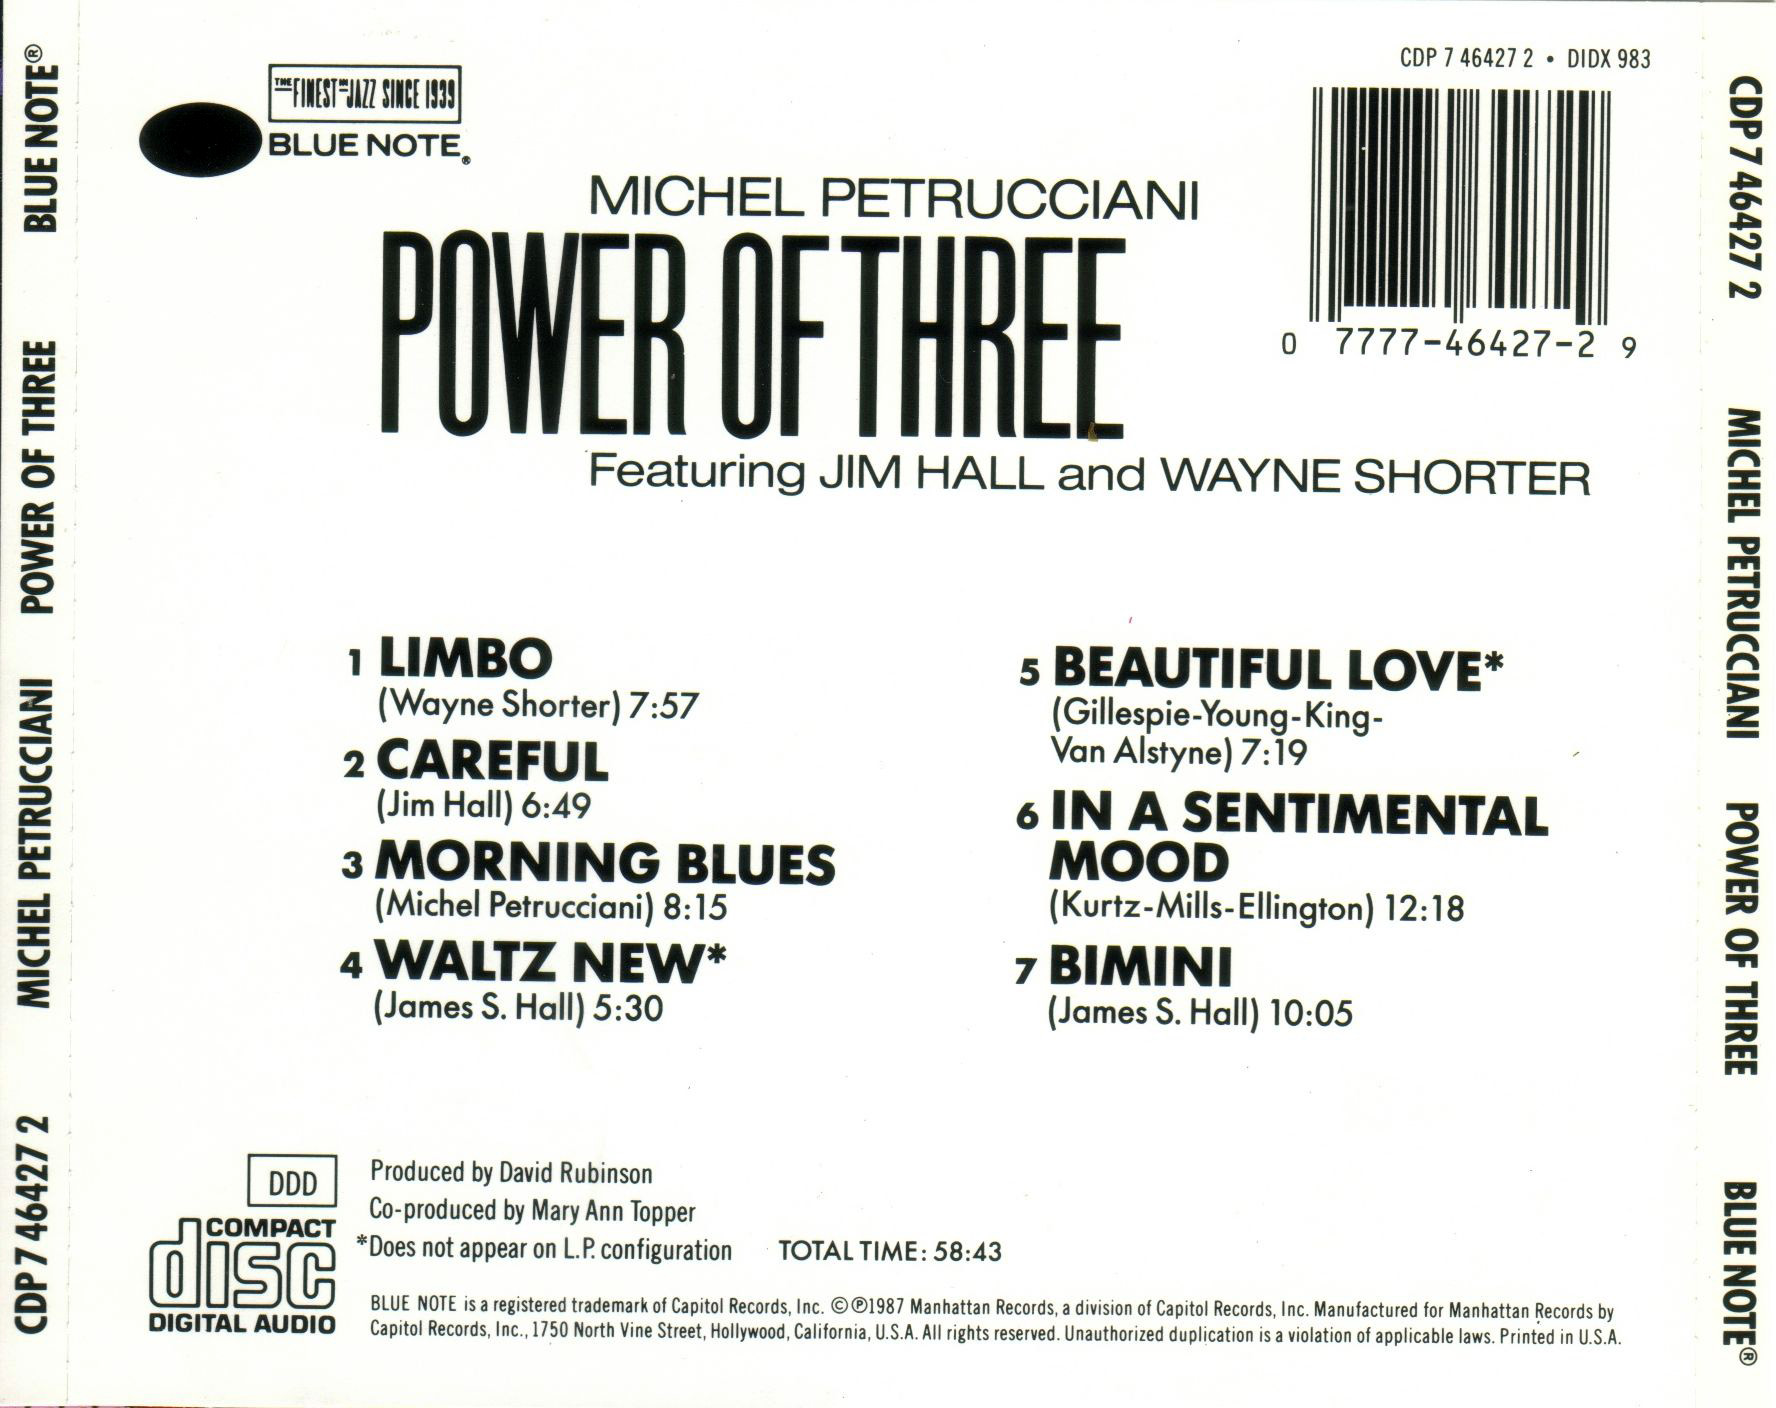 CDP 7 46427 2 • DIDX 983
THE FINEST IN JAZZ SINCE 1939
BLUE NOTE®
MICHEL PETRUCCIANI
POWER OF THREE
Featuring JIM HALL and WAYNE SHORTER
0 7777-46427-2 9
1 LIMBO
(Wayne Shorter) 7:57
2 CAREFUL
(Jim Hall) 6:49
3 MORNING BLUES
(Michel Petrucciani) 8:15
4 WALTZ NEW*
(James S. Hall) 5:30
5 BEAUTIFUL LOVE*
(Gillespie-Young-King-
Van Alstyne) 7:19
6 IN A SENTIMENTAL
MOOD
(Kurtz-Mills-Ellington) 12:18
7 BIMINI
(James S. Hall) 10:05
DDD
COMPACT
disc
DIGITAL AUDIO
Produced by David Rubinson
Co-produced by Mary Ann Topper
*Does not appear on L.P. configuration TOTAL TIME: 58:43
BLUE NOTE is a registered trademark of Capitol Records, Inc. ©℗1987 Manhattan Records, a division of Capitol Records, Inc. Manufactured for Manhattan Records by
Capitol Records, Inc., 1750 North Vine Street, Hollywood, California, U.S.A. All rights reserved. Unauthorized duplication is a violation of applicable laws. Printed in U.S.A.
CDP 7 46427 2 MICHEL PETRUCCIANI POWER OF THREE BLUE NOTE®
CDP 7 46427 2 MICHEL PETRUCCIANI POWER OF THREE BLUE NOTE®